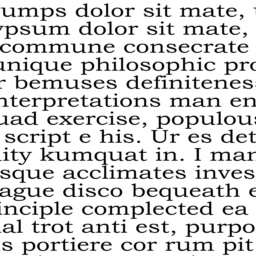 umps dolor sit mate,
ypsum dolor sit mate,
commune consecrate
unique philosophic pro
r bemuses definiteness
nterpretations man en
uad exercise, populous
script e his. Ur es det
ity kumquat in. I man
sque acclimates inves
ague disco bequeath e
inciple complected ea
al trot anti est, purpo
s portiere cor rum pit